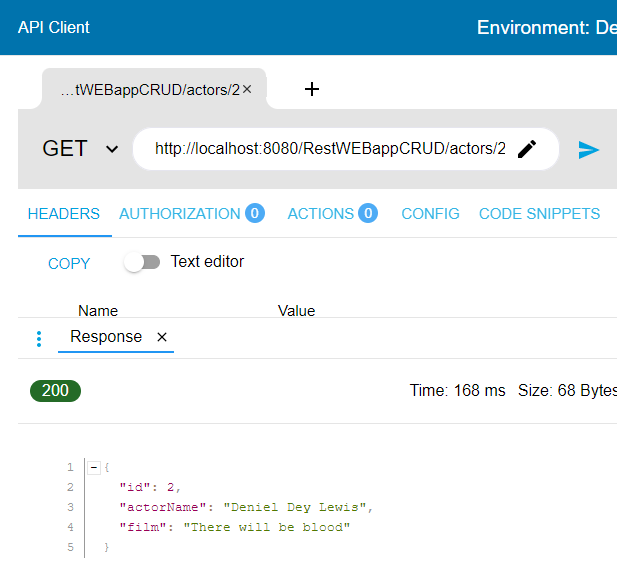 API Client
Environment: De
...tWEBappCRUD/actors/2×
+
GET http://localhost:8080/RestWEBappCRUD/actors/2
HEADERS AUTHORIZATION 0 ACTIONS 0 CONFIG CODE SNIPPETS
COPY Text editor
Name Value
Response ×
200 Time: 168 ms Size: 68 Bytes
1 {
2 "id": 2,
3 "actorName": "Deniel Dey Lewis",
4 "film": "There will be blood"
5 }